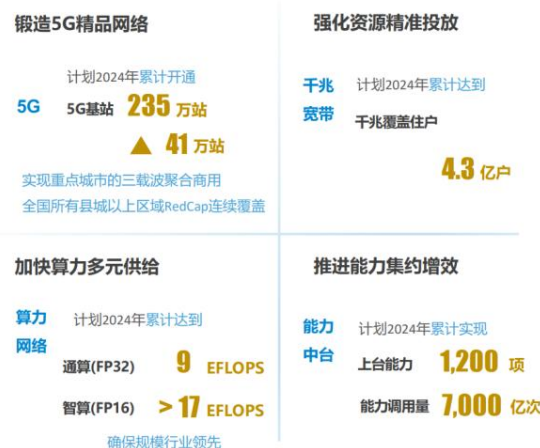 锻造5G精品网络
计划2024年累计开通
5G
5G基站 235 万站
▲ 41 万站
实现重点城市的三载波聚合商用
全国所有县城以上区域RedCap连续覆盖
强化资源精准投放
千兆
宽带
计划2024年累计达到
千兆覆盖住户
4.3 亿户
加快算力多元供给
算力
网络
计划2024年累计达到
通算(FP32) 9 EFLOPS
智算(FP16) >17 EFLOPS
确保规模行业领先
推进能力集约增效
能力
中台
计划2024年累计实现
上台能力 1,200 项
能力调用量 7,000 亿次